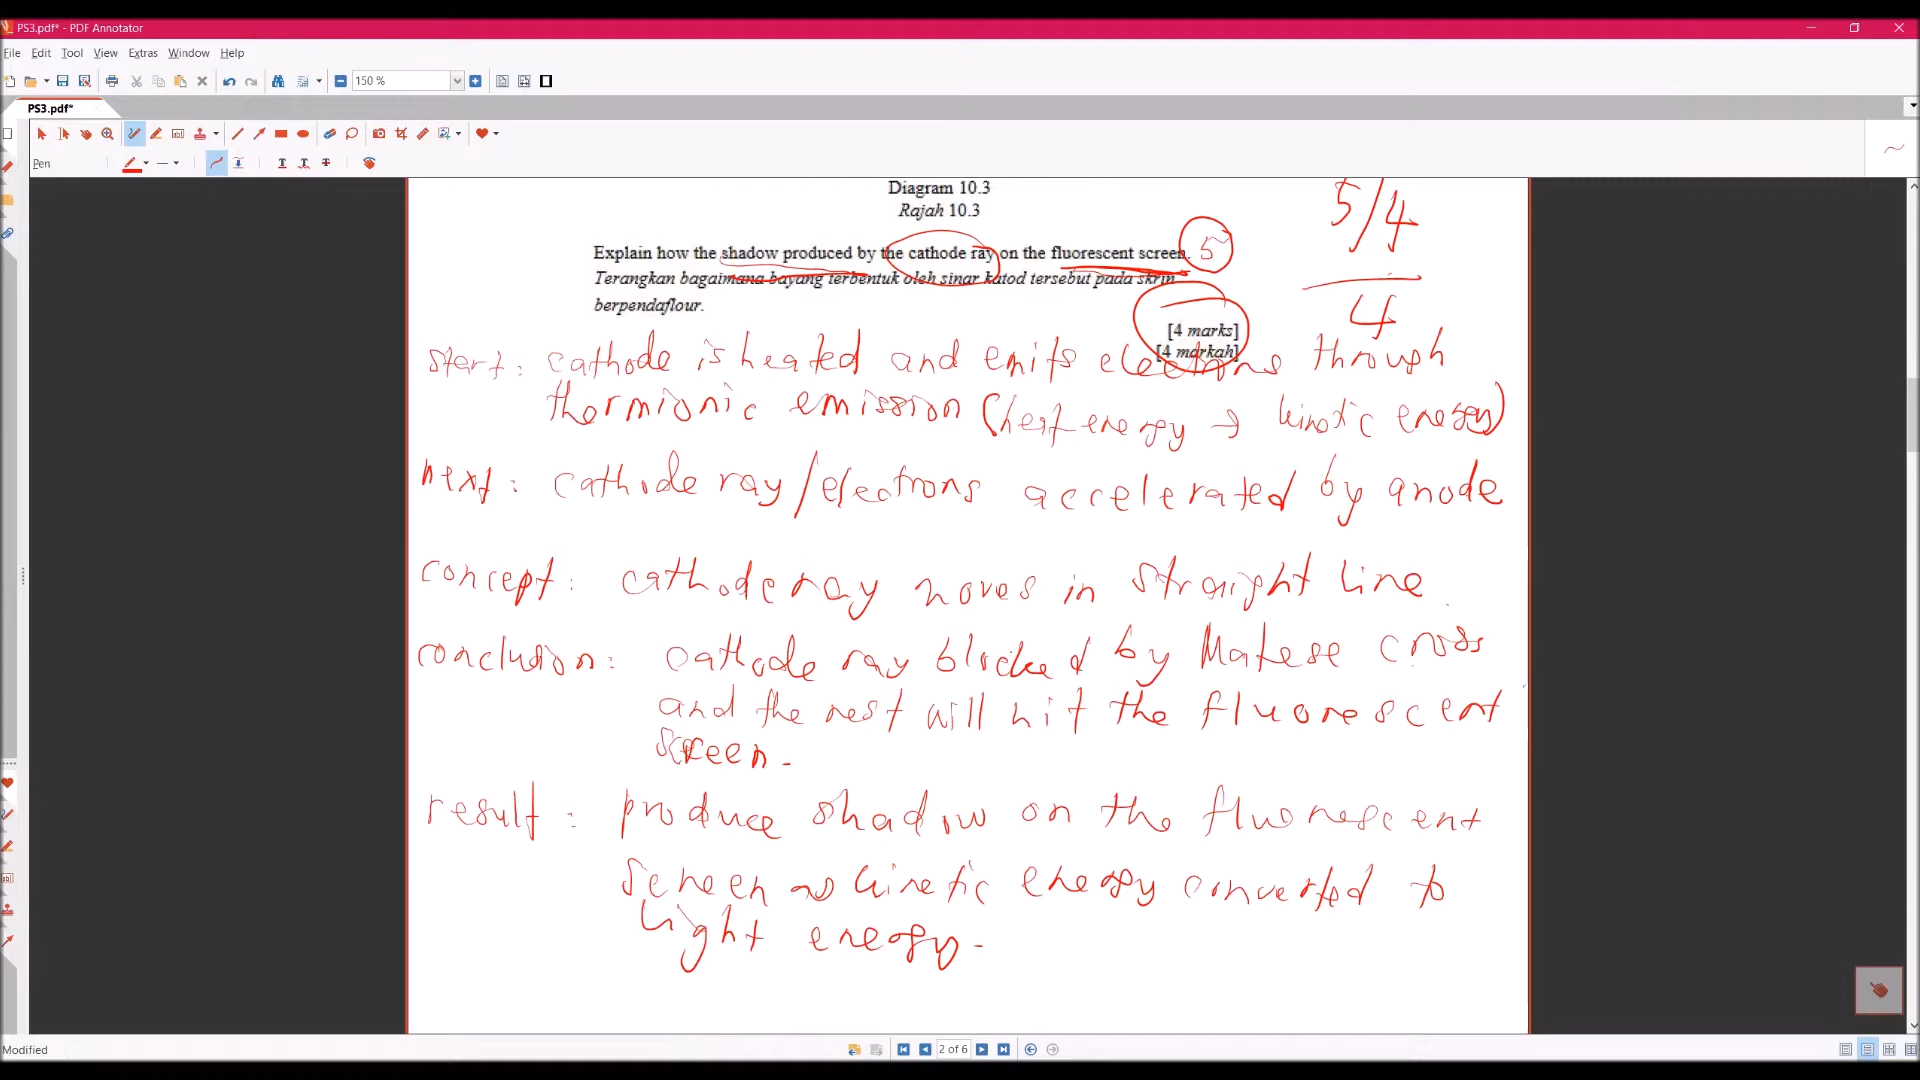 PS3.pdf* - PDF Annotator
File Edit Tool View Extras Window Help
150 %
PS3.pdf*
Pen
Diagram 10.3
Rajah 10.3
5/4
4
Explain how the shadow produced by the cathode ray on the fluorescent screen. 5
Terangkan bagaimana bayang terbentuk oleh sinar katod tersebut pada skrin
berpendaflour.
[4 marks]
[4 markah]
start: cathode is heated and emits electrons through
thermionic emission (heat energy → kinetic energy)
next: cathode ray/electrons accelerated by anode
concept: cathode ray moves in straight line
conclusion: cathode ray blocked by Maltese cross
and the rest will hit the fluorescent
screen.
result: produce shadow on the fluorescent
screen as kinetic energy converted to
light energy.
Modified
2 of 6